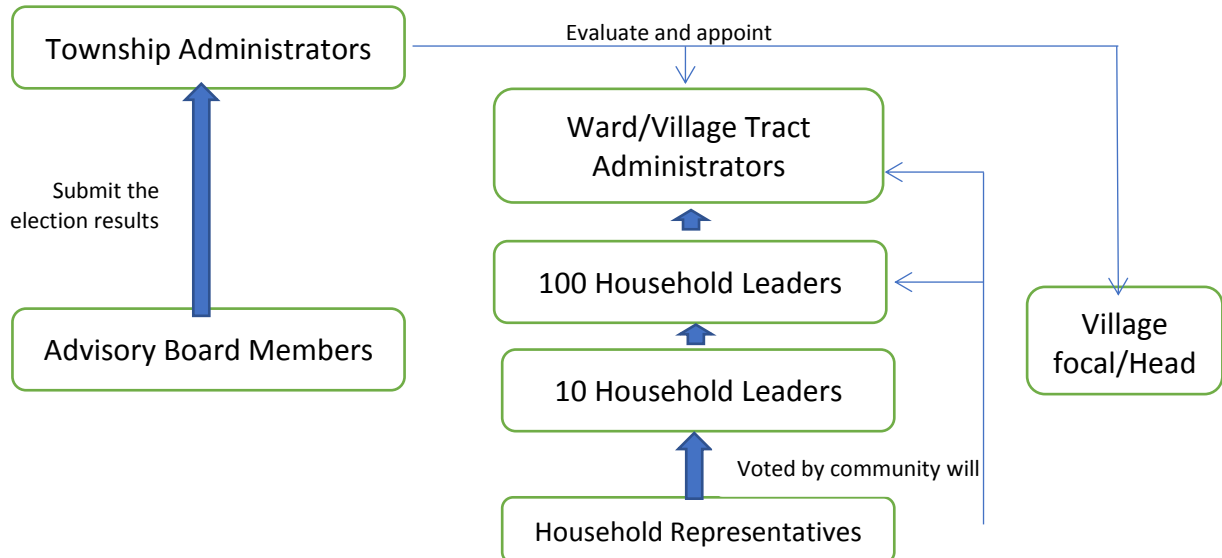 Township Administrators
Evaluate and appoint
Ward/Village Tract
Administrators
Submit the
election results
100 Household Leaders
Advisory Board Members
Village
focal/Head
10 Household Leaders
Voted by community will
Household Representatives